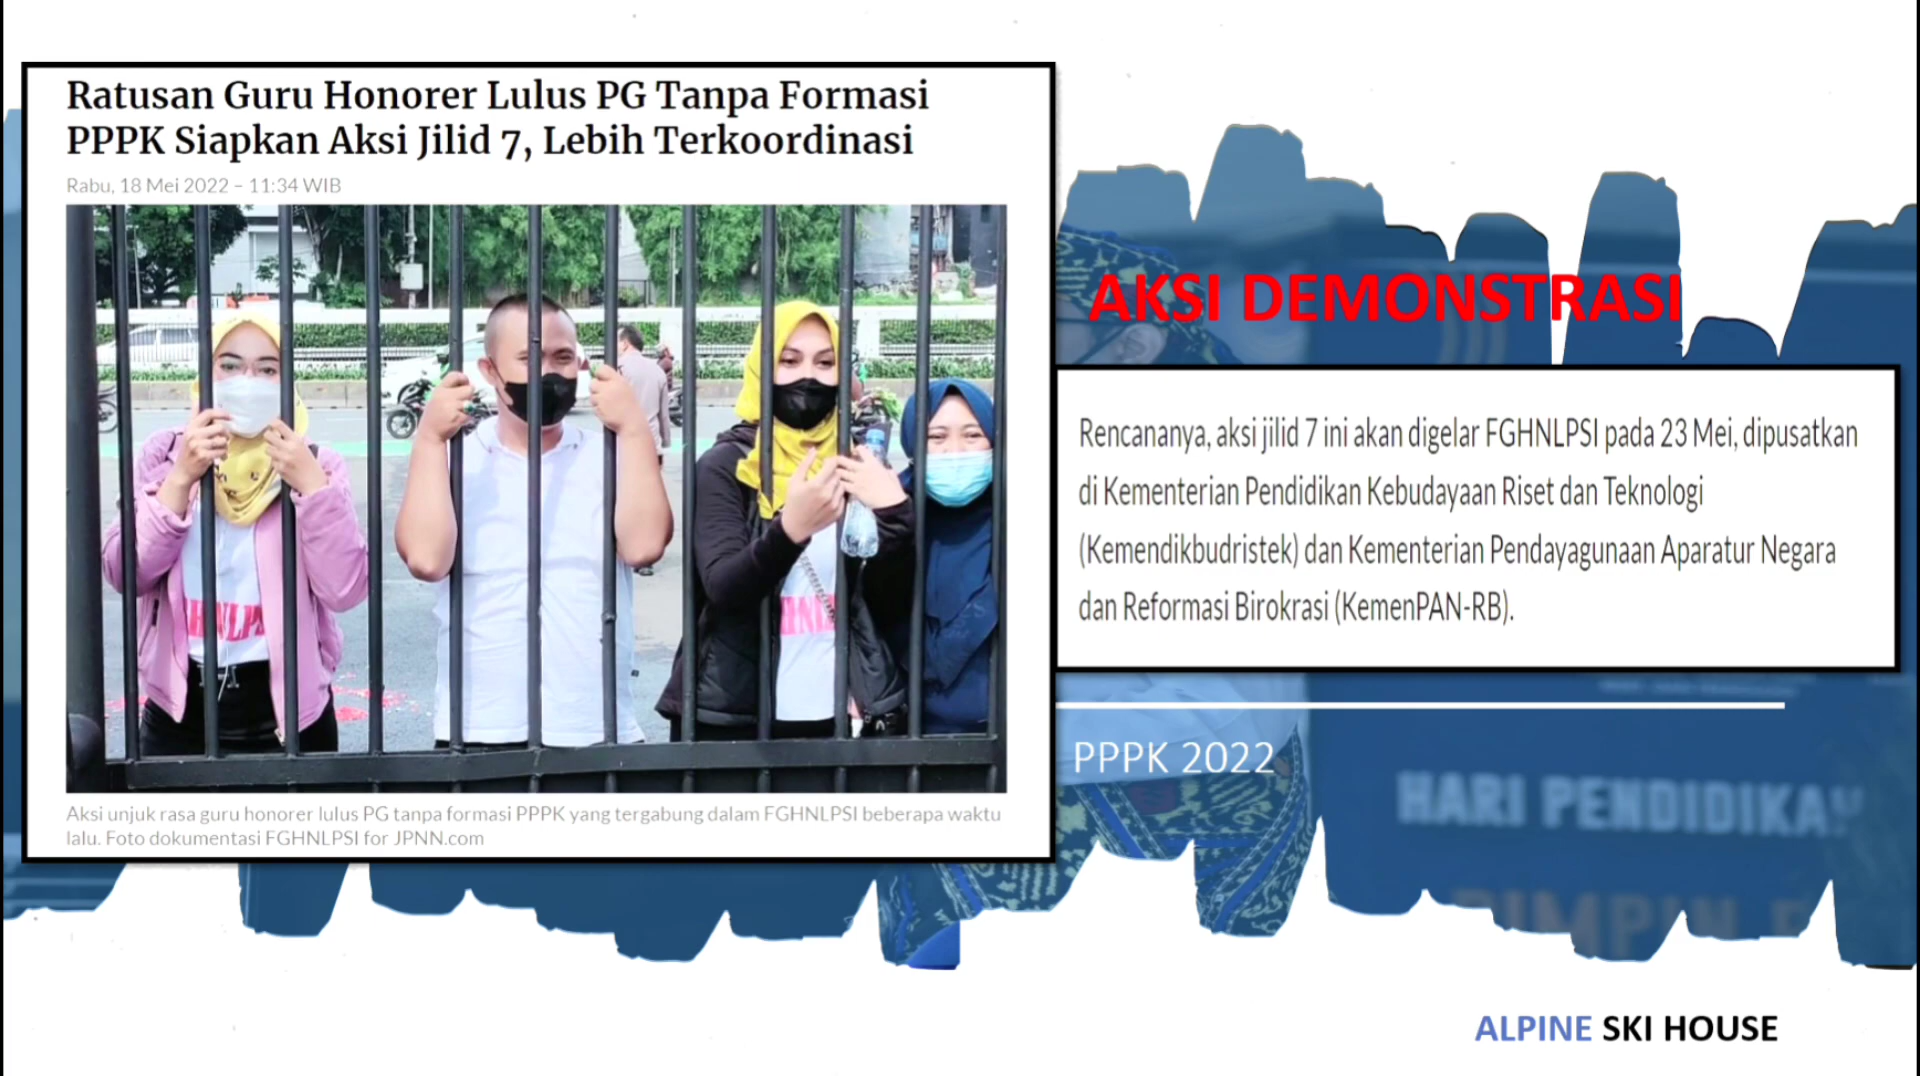 Ratusan Guru Honorer Lulus PG Tanpa Formasi
PPPK Siapkan Aksi Jilid 7, Lebih Terkoordinasi
Rabu, 18 Mei 2022 – 11:34 WIB
Aksi unjuk rasa guru honorer lulus PG tanpa formasi PPPK yang tergabung dalam FGHNLPSI beberapa waktu
lalu. Foto dokumentasi FGHNLPSI for JPNN.com
AKSI DEMONSTRASI
Rencananya, aksi jilid 7 ini akan digelar FGHNLPSI pada 23 Mei, dipusatkan
di Kementerian Pendidikan Kebudayaan Riset dan Teknologi
(Kemendikbudristek) dan Kementerian Pendayagunaan Aparatur Negara
dan Reformasi Birokrasi (KemenPAN-RB).
PPPK 2022
HARI PENDIDIKA
ALPINE SKI HOUSE